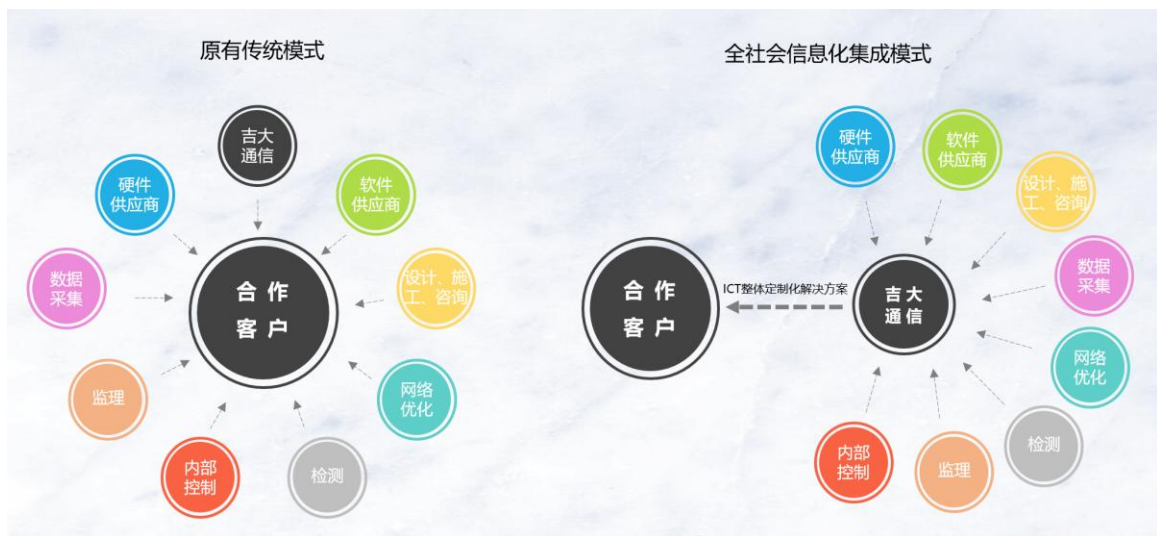 原有传统模式
全社会信息化集成模式
吉大
通信
硬件
供应商
软件
供应商
数据
采集
合作
客户
设计、施
工、咨询
监理
网络
优化
内部
控制
检测
硬件
供应商
软件
供应商
设计、施
工、咨询
合作
客户
ICT整体定制化解决方案
吉大
通信
数据
采集
网络
优化
检测
内部
控制
监理